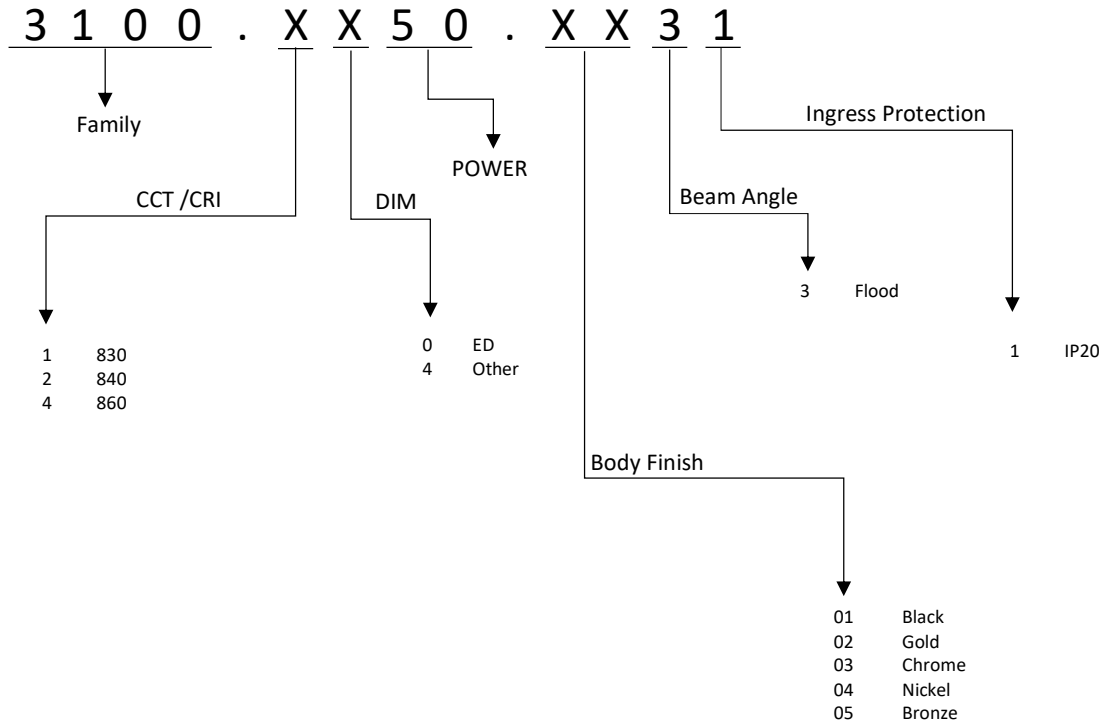 3 1 0 0 . X X 5 0 . X X 3 1
Family
POWER
Ingress Protection
CCT /CRI
DIM
Beam Angle
3 Flood
1 830
2 840
4 860
0 ED
4 Other
1 IP20
Body Finish
01 Black
02 Gold
03 Chrome
04 Nickel
05 Bronze